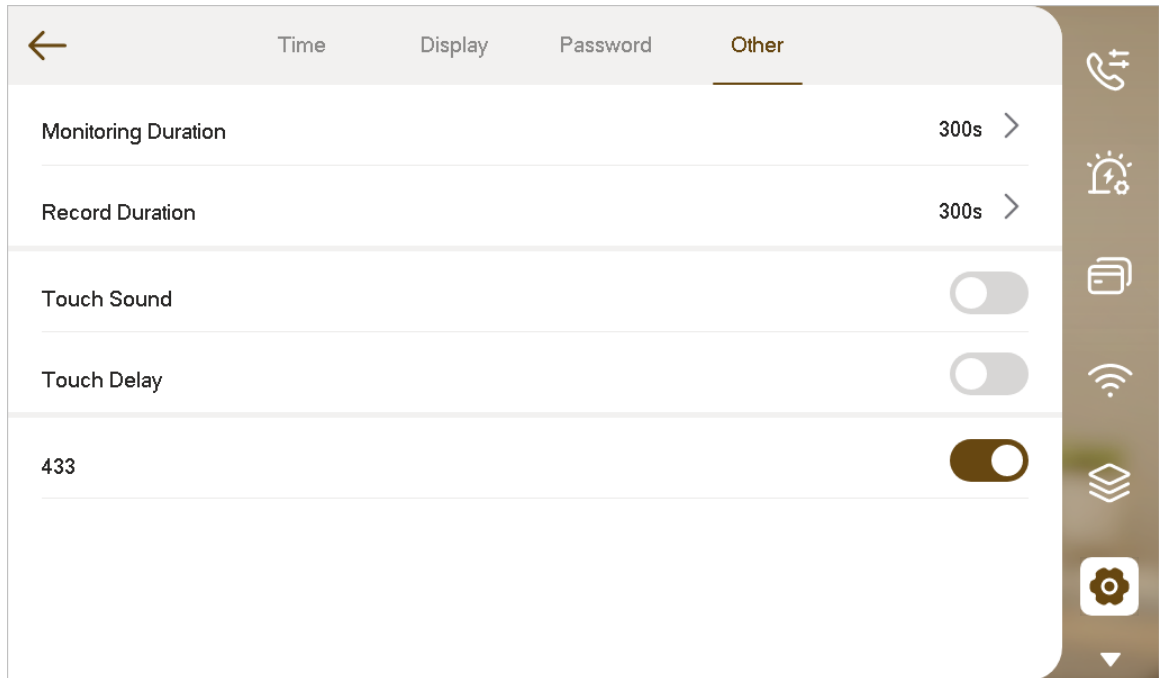 Time Display Password Other
Monitoring Duration 300s
Record Duration 300s
Touch Sound
Touch Delay
433